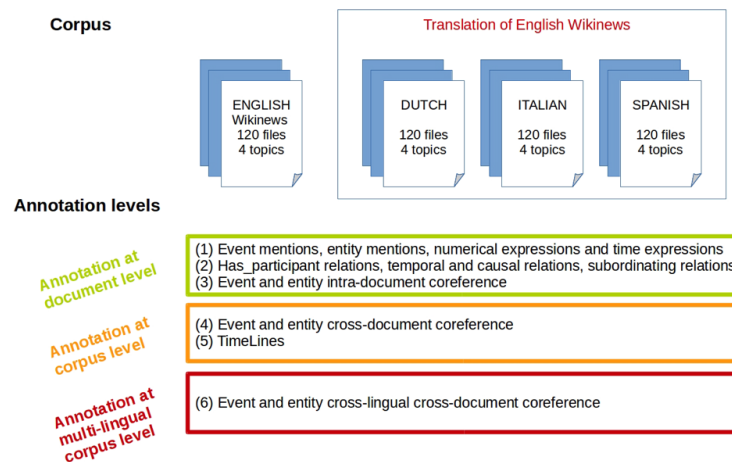 Corpus
Translation of English Wikinews
ENGLISH
Wikinews
120 files
4 topics
DUTCH
120 files
4 topics
ITALIAN
120 files
4 topics
SPANISH
120 files
4 topics
Annotation levels
Annotation at
document level
(1) Event mentions, entity mentions, numerical expressions and time expressions
(2) Has_participant relations, temporal and causal relations, subordinating relations
(3) Event and entity intra-document coreference
Annotation at
corpus level
(4) Event and entity cross-document coreference
(5) TimeLines
Annotation at
multi-lingual
corpus level
(6) Event and entity cross-lingual cross-document coreference